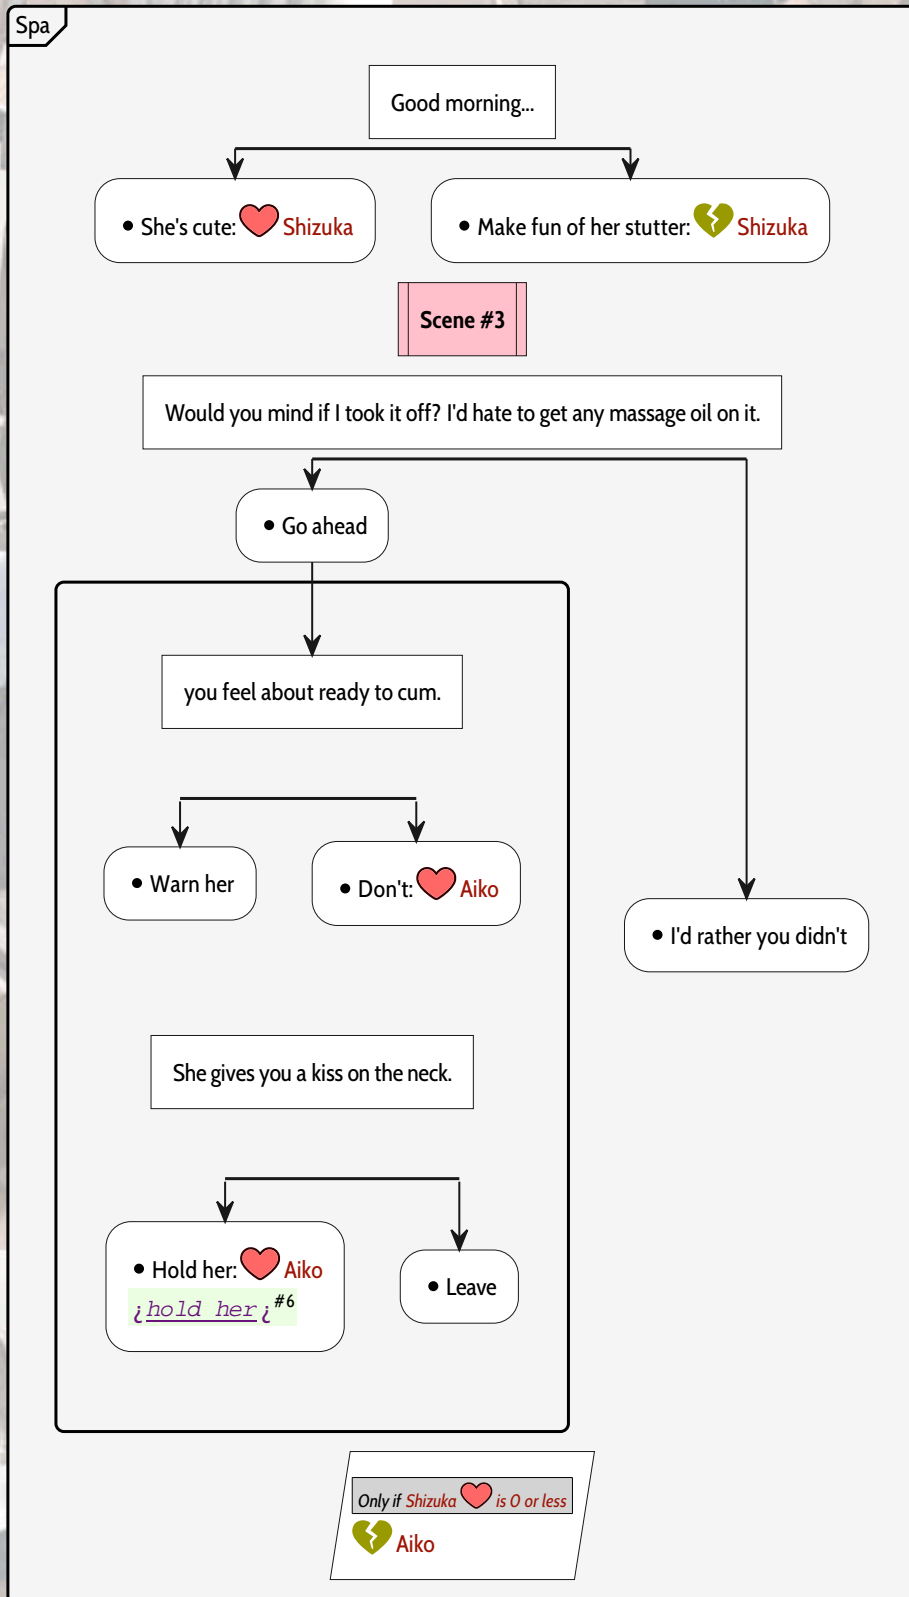 Spa
Good morning...
• She's cute: Shizuka
• Make fun of her stutter: Shizuka
Scene #3
Would you mind if I took it off? I'd hate to get any massage oil on it.
• Go ahead
you feel about ready to cum.
• Warn her
• Don't: Aiko
• I'd rather you didn't
She gives you a kiss on the neck.
• Hold her: Aiko
¿hold her¿#6
• Leave
Only if Shizuka is 0 or less
Aiko